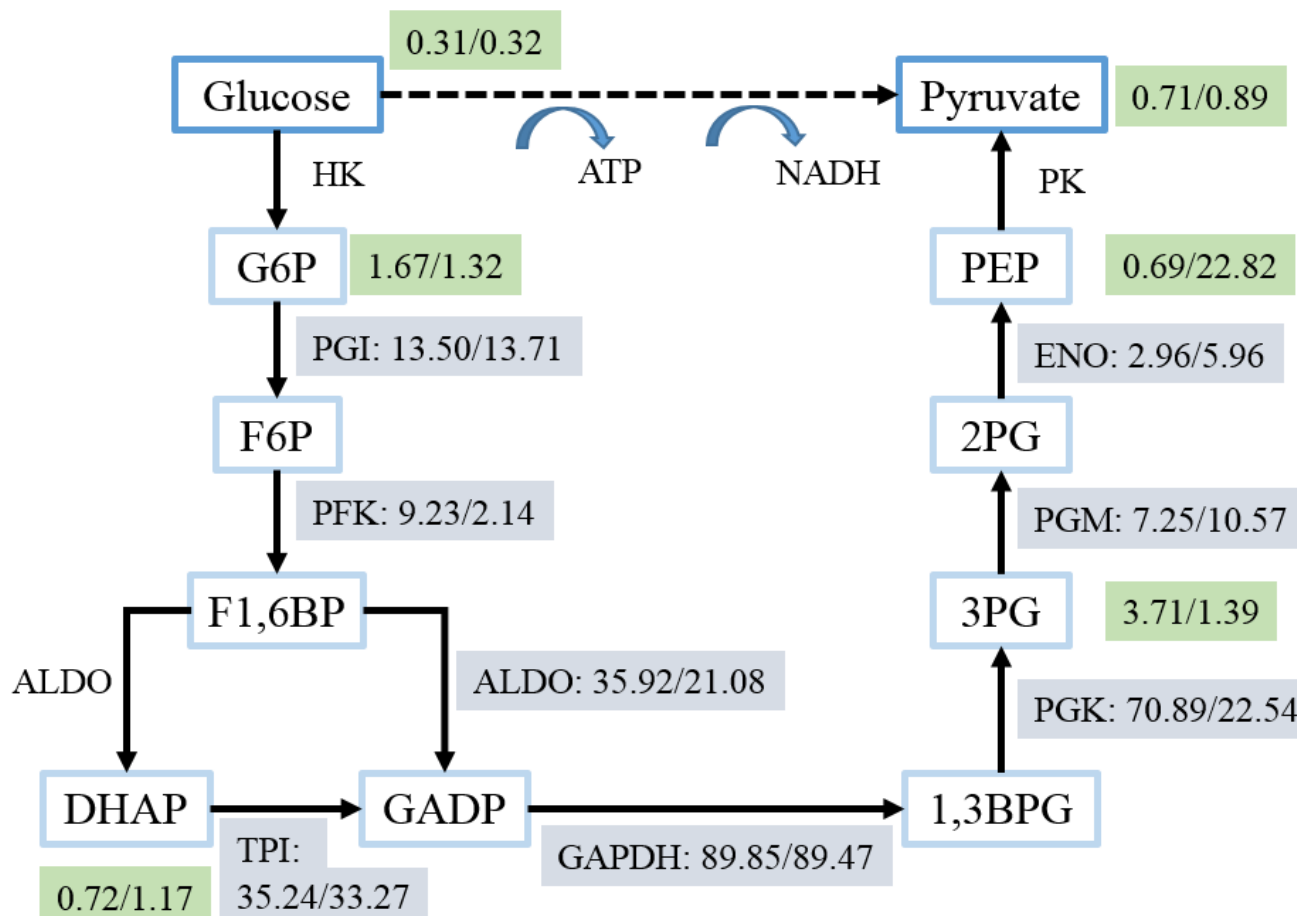 0.31/0.32
Glucose
Pyruvate
0.71/0.89
HK
ATP
NADH
PK
G6P
1.67/1.32
PEP
0.69/22.82
PGI: 13.50/13.71
ENO: 2.96/5.96
F6P
2PG
PFK: 9.23/2.14
PGM: 7.25/10.57
F1,6BP
3PG
3.71/1.39
ALDO
ALDO: 35.92/21.08
PGK: 70.89/22.54
DHAP
GADP
1,3BPG
TPI:
35.24/33.27
GAPDH: 89.85/89.47
0.72/1.17